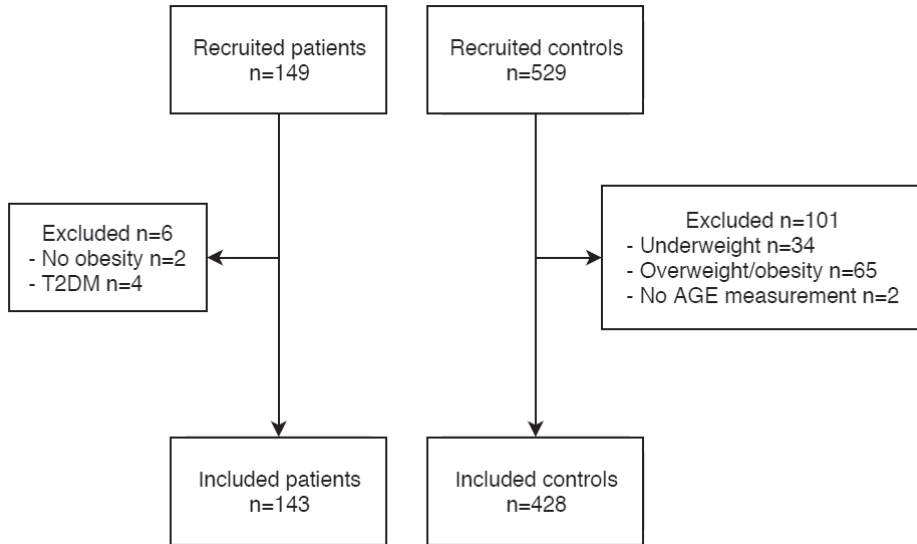 Recruited patients
n=149
Recruited controls
n=529
Excluded n=6
- No obesity n=2
- T2DM n=4
Excluded n=101
- Underweight n=34
- Overweight/obesity n=65
- No AGE measurement n=2
Included patients
n=143
Included controls
n=428